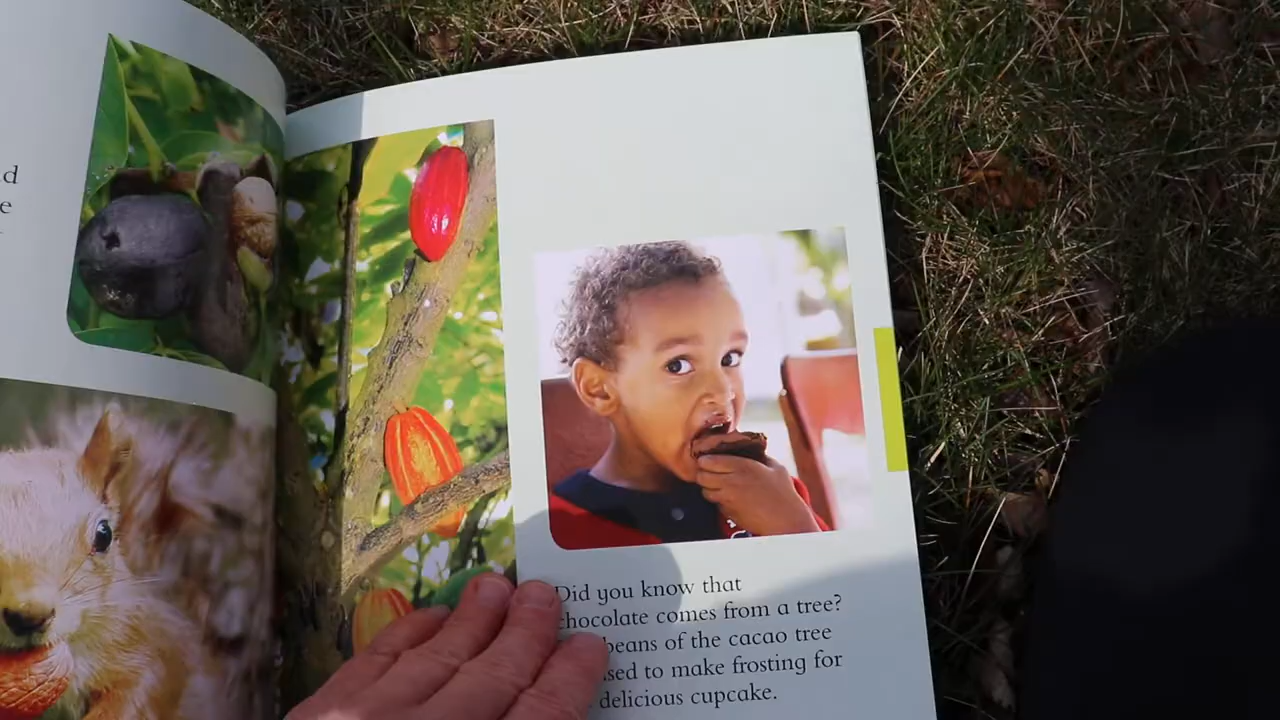 Did you know that
chocolate comes from a tree?
beans of the cacao tree
used to make frosting for
delicious cupcake.